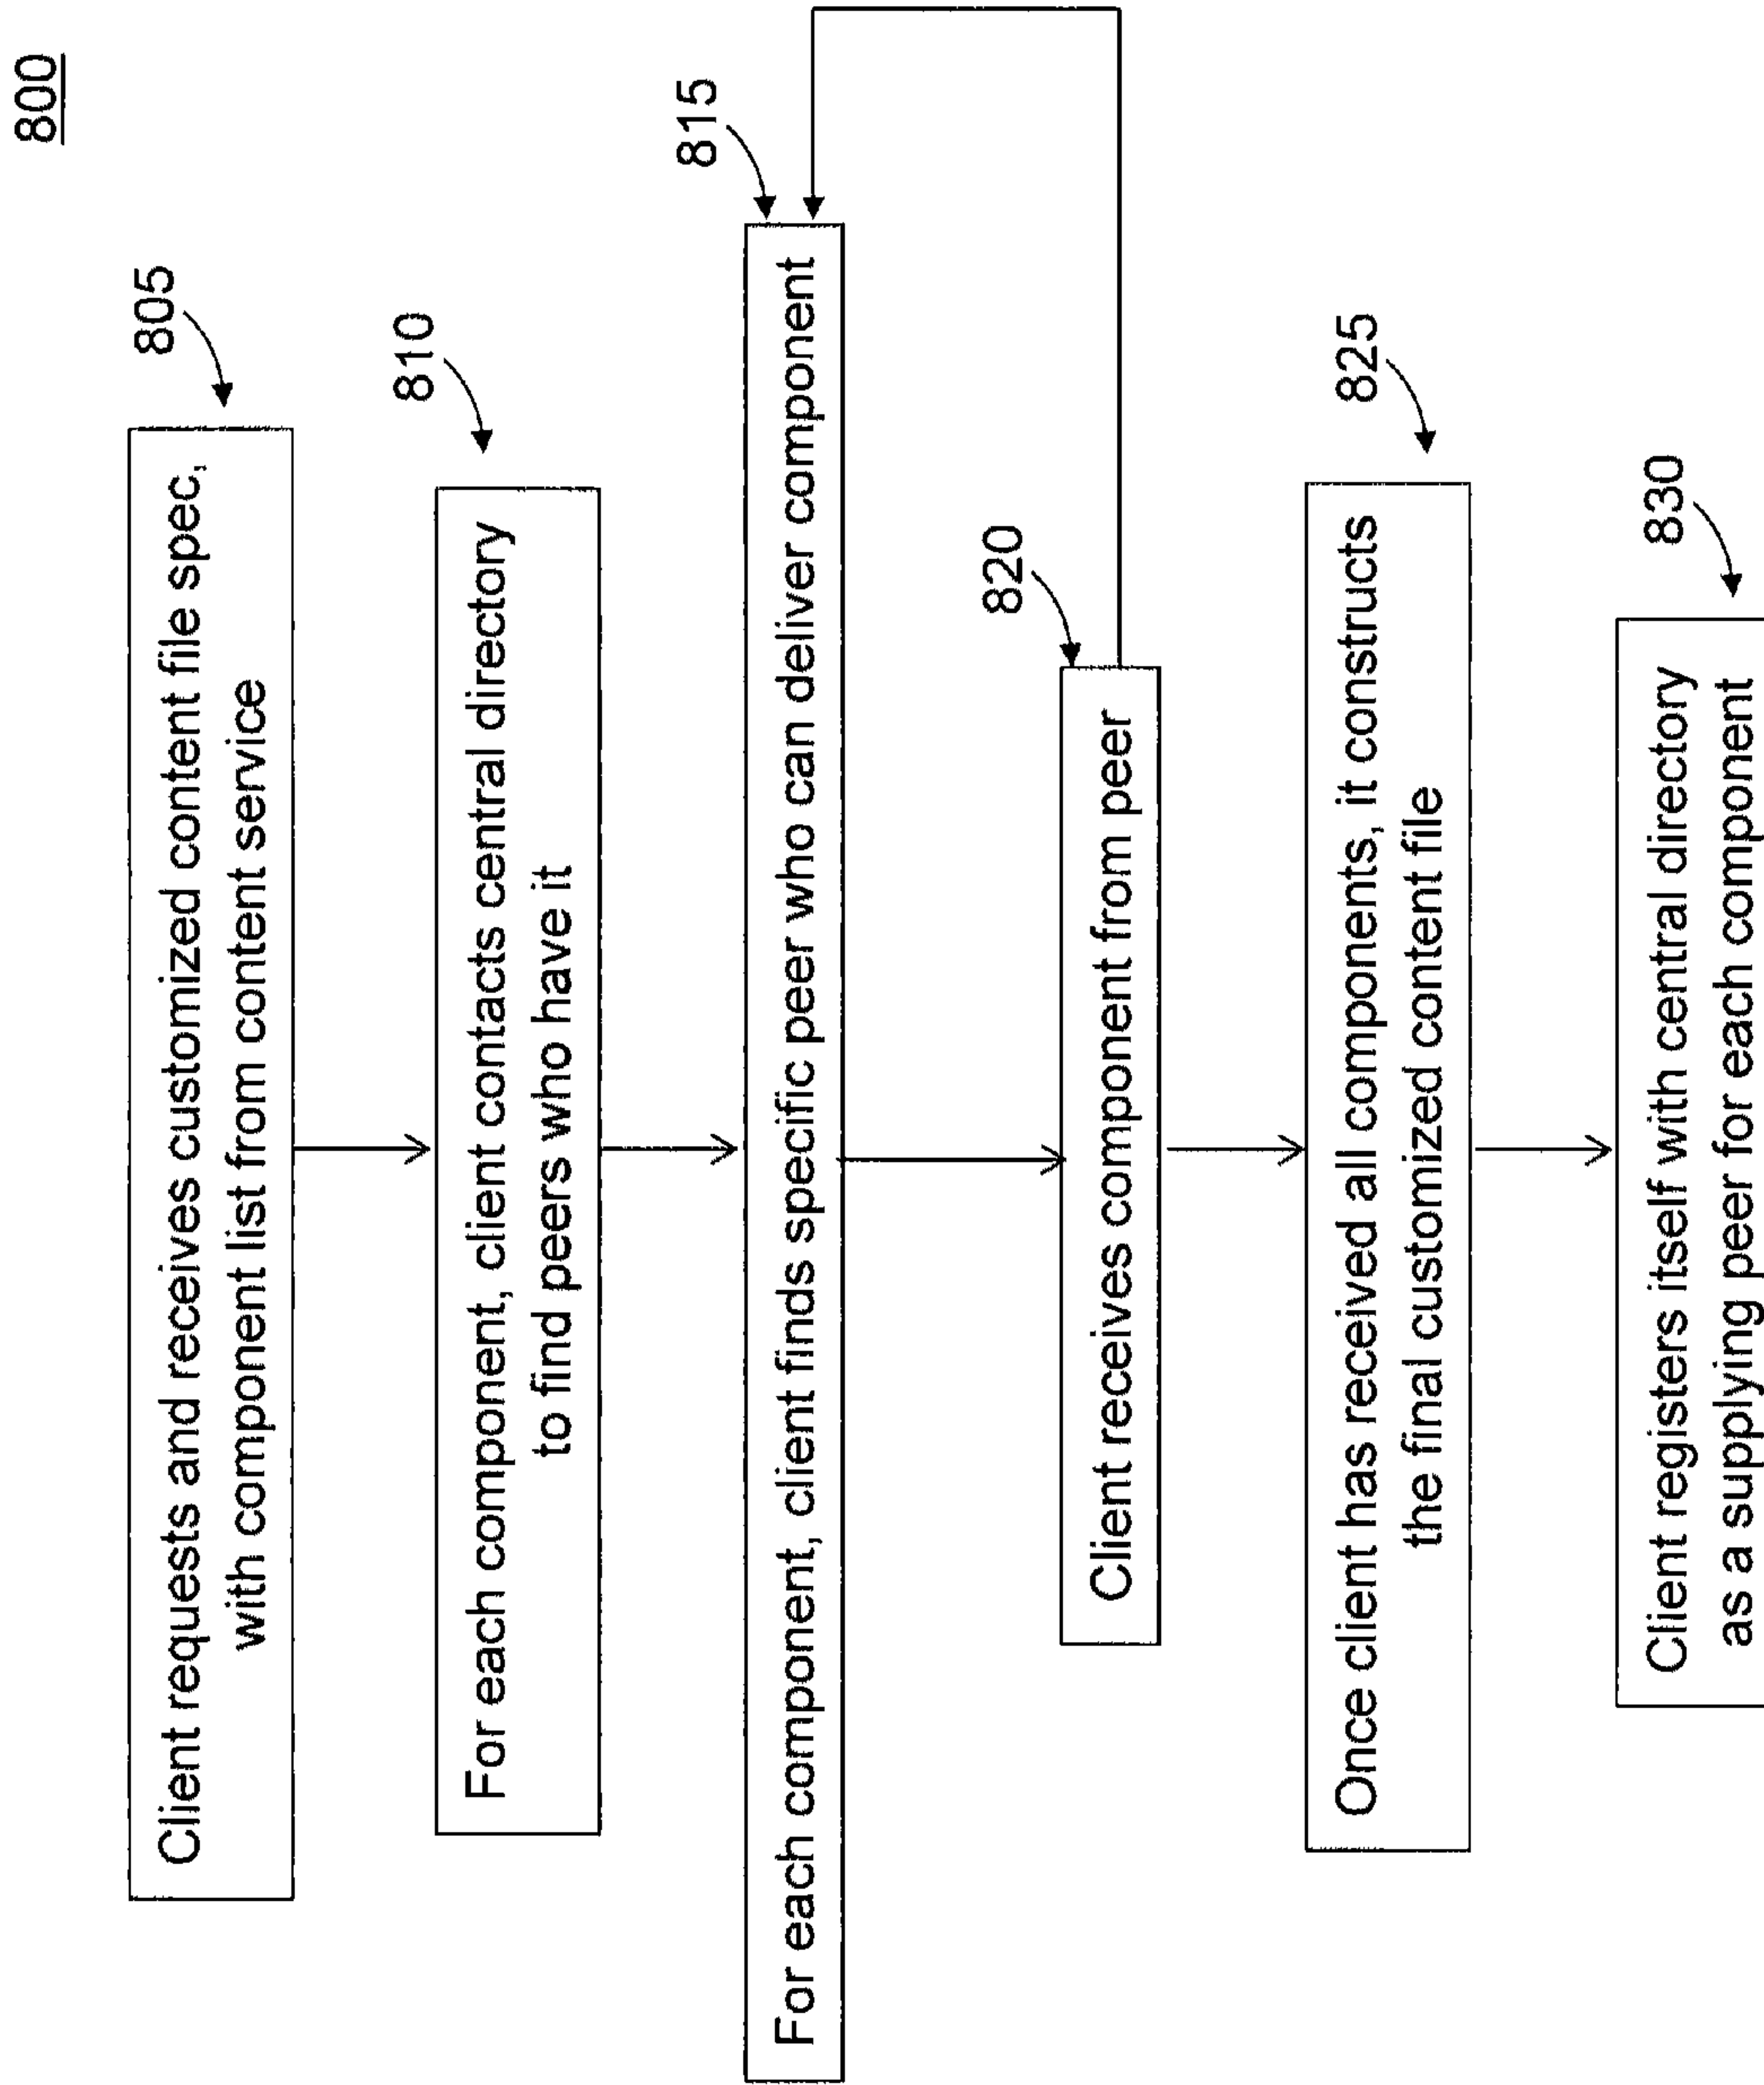 800
805
Client requests and receives customized content file spec,
with component list from content service
810
For each component, client contacts central directory
to find peers who have it
815
For each component, client finds specific peer who can deliver component
820
Client receives component from peer
825
Once client has received all components, it constructs
the final customized content file
830
Client registers itself with central directory
as a supplying peer for each component